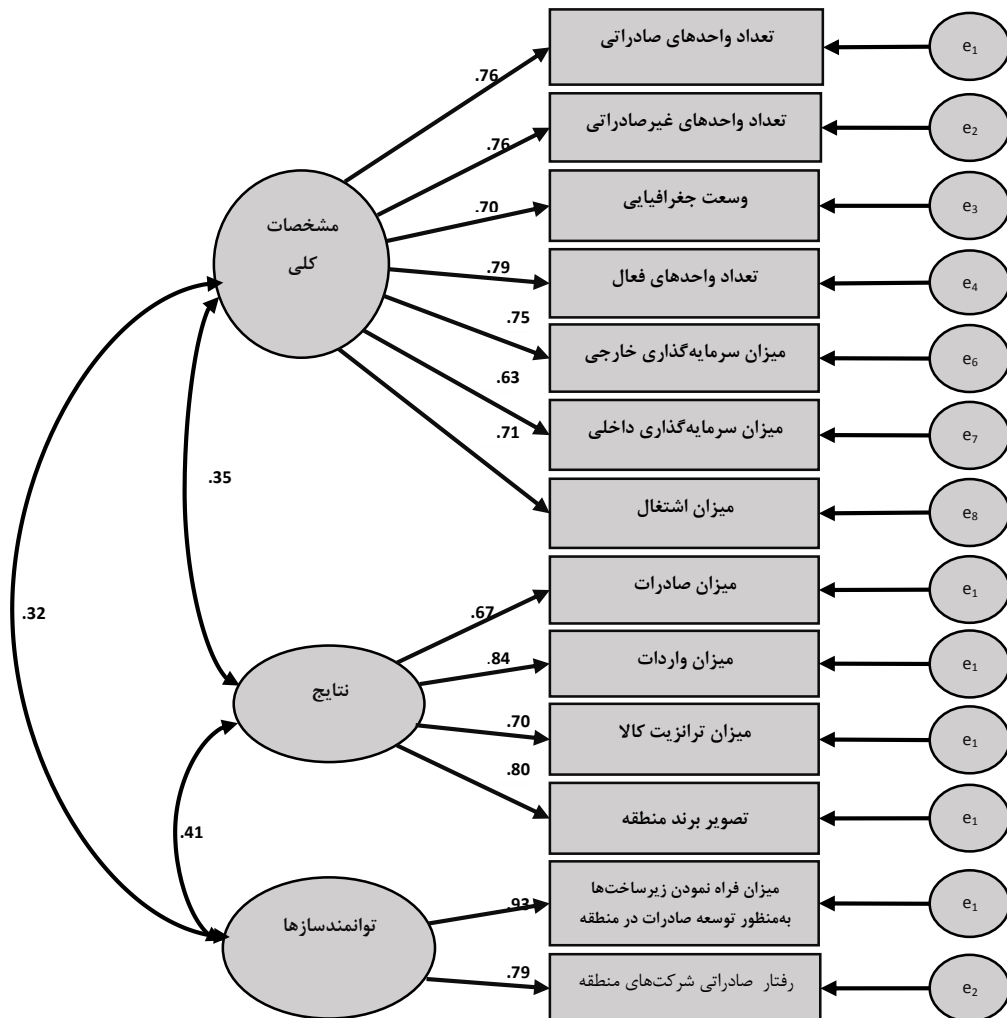 تعداد واحدهای صادراتی
e1
.76
تعداد واحدهای غیرصادراتی
e2
.76
وسعت جغرافیایی
e3
.70
مشخصات
کلی
تعداد واحدهای فعال
e4
.79
میزان سرمایه‌گذاری خارجی
e6
.75
میزان سرمایه‌گذاری داخلی
e7
.63
میزان اشتغال
e8
.71
.35
.32
میزان صادرات
e1
.67
میزان واردات
e1
.84
نتایج
میزان ترانزیت کالا
e1
.70
تصویر برند منطقه
e1
.80
.41
میزان فراه نمودن زیرساخت‌ها
به‌منظور توسعه صادرات در منطقه
e1
.93
توانمندسازها
رفتار صادراتی شرکت‌های منطقه
e2
.79